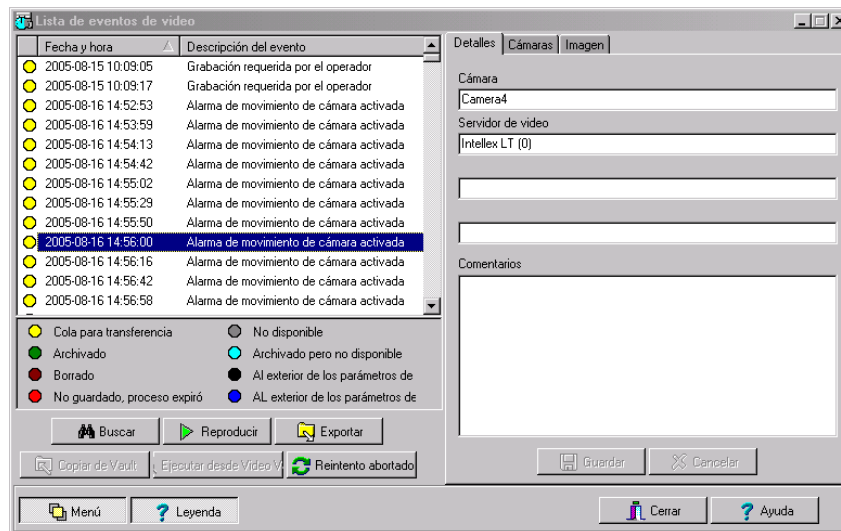 Lista de eventos de video
Fecha y hora Descripción del evento
2005-08-15 10:09:05 Grabación requerida por el operador
2005-08-15 10:09:17 Grabación requerida por el operador
2005-08-16 14:52:53 Alarma de movimiento de cámara activada
2005-08-16 14:53:59 Alarma de movimiento de cámara activada
2005-08-16 14:54:13 Alarma de movimiento de cámara activada
2005-08-16 14:54:42 Alarma de movimiento de cámara activada
2005-08-16 14:55:02 Alarma de movimiento de cámara activada
2005-08-16 14:55:29 Alarma de movimiento de cámara activada
2005-08-16 14:55:50 Alarma de movimiento de cámara activada
2005-08-16 14:56:00 Alarma de movimiento de cámara activada
2005-08-16 14:56:16 Alarma de movimiento de cámara activada
2005-08-16 14:56:42 Alarma de movimiento de cámara activada
2005-08-16 14:56:58 Alarma de movimiento de cámara activada
Cola para transferencia No disponible
Archivado Archivado pero no disponible
Borrado Al exterior de los parámetros de
No guardado, proceso expiró AL exterior de los parámetros de
Buscar Reproducir Exportar
Copiar de Vault Ejecutar desde Video V Reintento abortado
Menú Leyenda
Detalles Cámaras Imagen
Cámara
Camera4
Servidor de video
Intellex LT (0)
Comentarios
Guardar Cancelar
Cerrar Ayuda